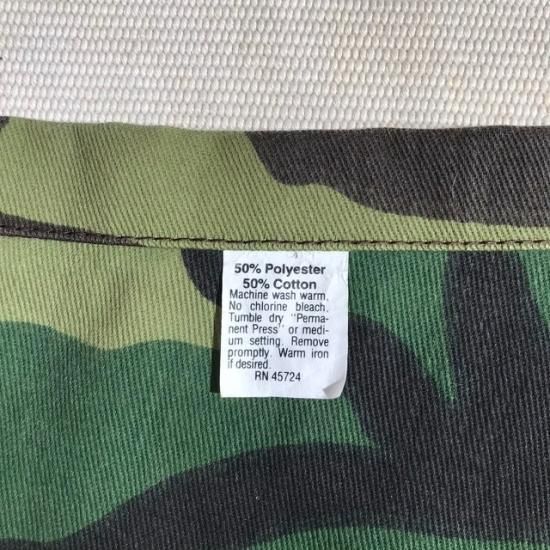 50% Polyester
50% Cotton
Machine wash warm.
No chlorine bleach.
Tumble dry "Perma-
nent Press" or medi-
um setting. Remove
promptly. Warm iron
if desired.
RN 45724